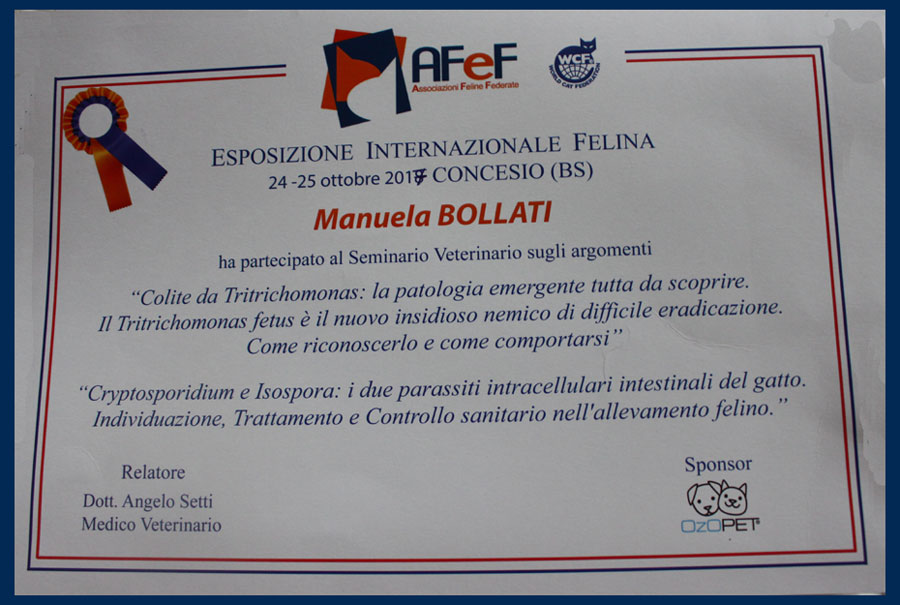 AFeF
Associazioni Feline Federate
WCF
WORLD CAT FEDERATION
ESPOSIZIONE INTERNAZIONALE FELINA
24 -25 ottobre 201 CONCESIO (BS)
Manuela BOLLATI
ha partecipato al Seminario Veterinario sugli argomenti
“Colite da Tritrichomonas: la patologia emergente tutta da scoprire.
Il Tritrichomonas fetus è il nuovo insidioso nemico di difficile eradicazione.
Come riconoscerlo e come comportarsi”
“Cryptosporidium e Isospora: i due parassiti intracellulari intestinali del gatto.
Individuazione, Trattamento e Controllo sanitario nell'allevamento felino.”
Relatore
Dott. Angelo Setti
Medico Veterinario
Sponsor
OzOPET